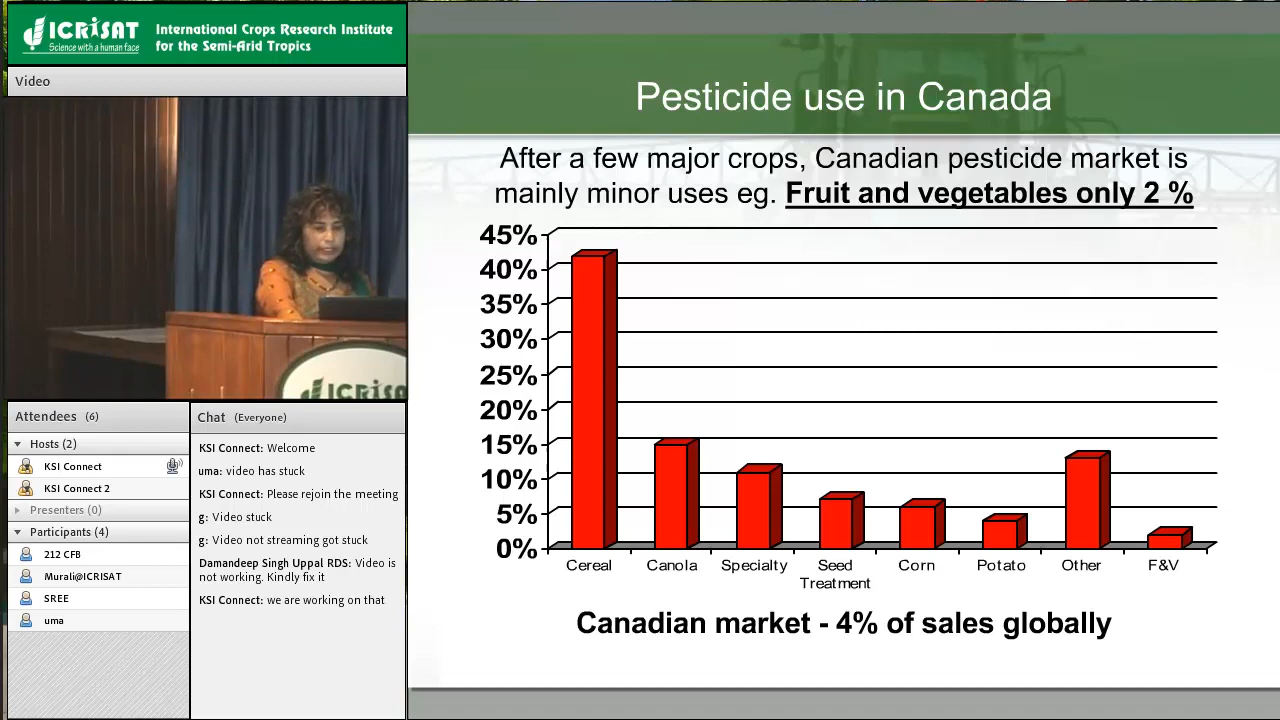 ICRISAT
Science with a human face
International Crops Research Institute
for the Semi-Arid Tropics
Video
ICRISA
Attendees (6)
Hosts (2)
KSI Connect
KSI Connect 2
Presenters (0)
Participants (4)
212 CFB
Murali@ICRISAT
SREE
uma
Chat (Everyone)
KSI Connect: Welcome
uma: video has stuck
KSI Connect: Please rejoin the meeting
g: Video stuck
g: Video not streaming got stuck
Damandeep Singh Uppal RDS: Video is
not working. Kindly fix it
KSI Connect: we are working on that
Pesticide use in Canada
After a few major crops, Canadian pesticide market is
mainly minor uses eg. Fruit and vegetables only 2 %
45%
40%
35%
30%
25%
20%
15%
10%
5%
0%
Cereal
Canola
Specialty
Seed
Treatment
Corn
Potato
Other
F&V
Canadian market - 4% of sales globally